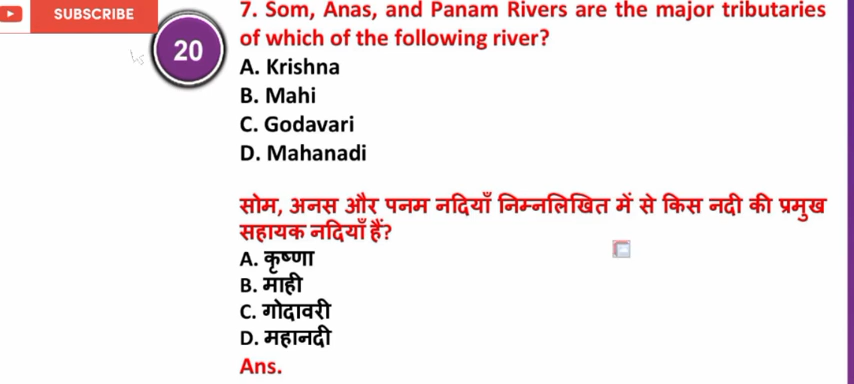 SUBSCRIBE
20
7. Som, Anas, and Panam Rivers are the major tributaries
of which of the following river?
A. Krishna
B. Mahi
C. Godavari
D. Mahanadi
सोम, अनस और पनम नदियाँ निम्नलिखित में से किस नदी की प्रमुख
सहायक नदियाँ हैं?
A. कृष्णा
B. माही
C. गोदावरी
D. महानदी
Ans.